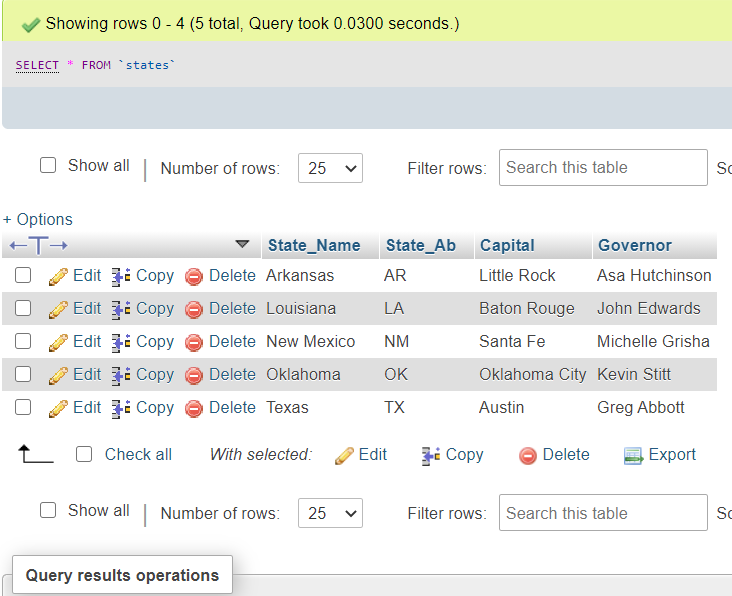 Showing rows 0 - 4 (5 total, Query took 0.0300 seconds.)
SELECT * FROM `states`
Show all | Number of rows: 25 Filter rows: Search this table
+ Options
←T→ State_Name State_Ab Capital Governor
Edit Copy Delete Arkansas AR Little Rock Asa Hutchinson
Edit Copy Delete Louisiana LA Baton Rouge John Edwards
Edit Copy Delete New Mexico NM Santa Fe Michelle Grisha
Edit Copy Delete Oklahoma OK Oklahoma City Kevin Stitt
Edit Copy Delete Texas TX Austin Greg Abbott
Check all With selected: Edit Copy Delete Export
Show all | Number of rows: 25 Filter rows: Search this table
Query results operations